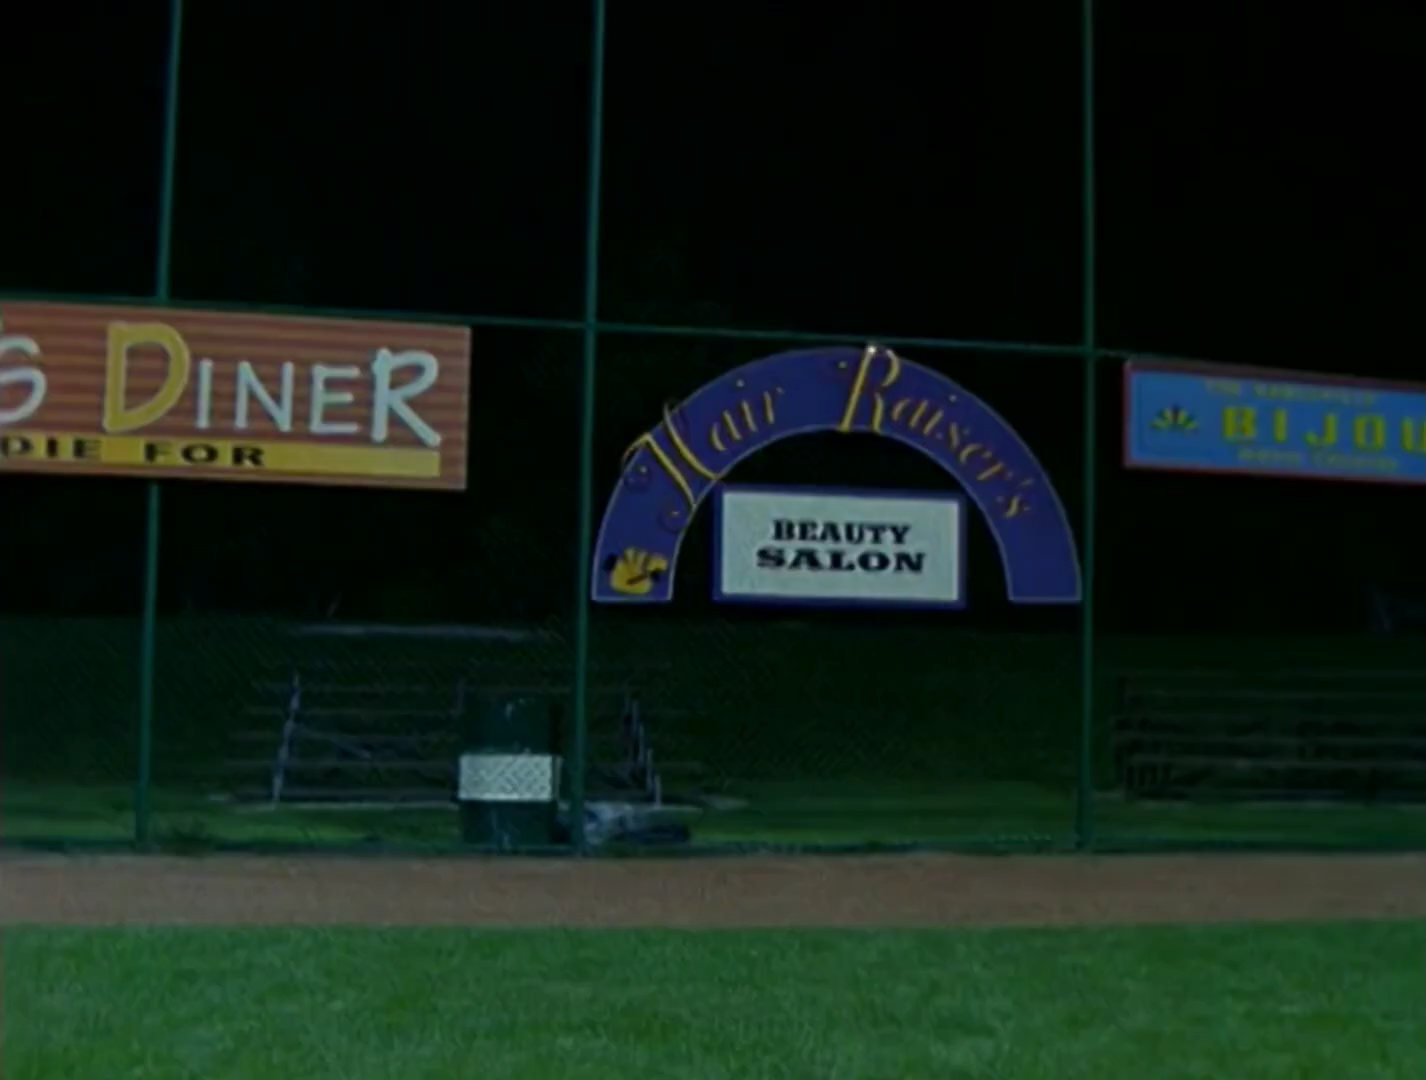 S DINER
DIE FOR
Hair Raiser's
BEAUTY
SALON
BIJOU